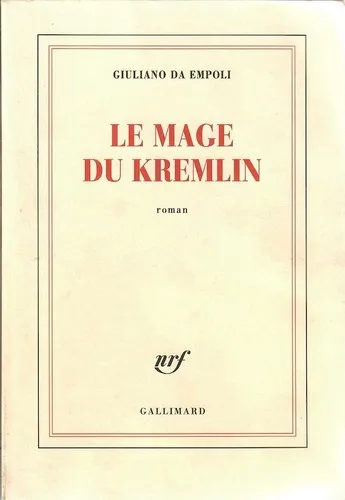 GIULIANO DA EMPOLI
LE MAGE
DU KREMLIN
roman
nrf
GALLIMARD